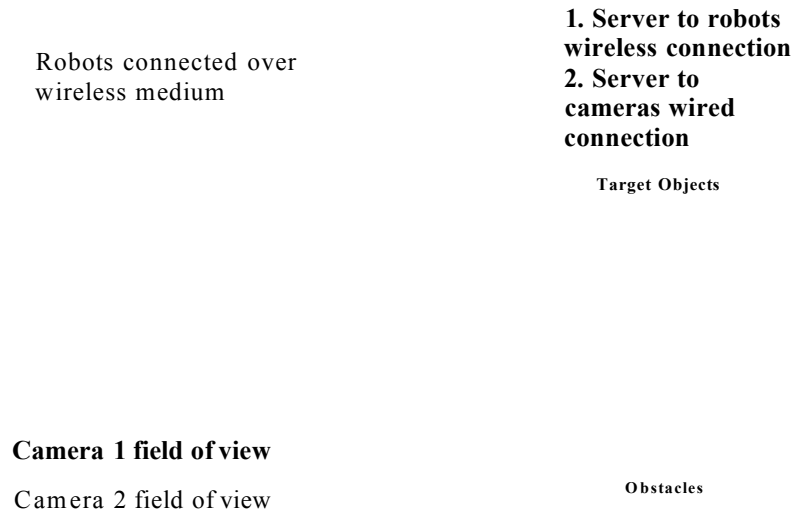 Robots connected over
wireless medium
1. Server to robots
wireless connection
2. Server to
cameras wired
connection
Target Objects
Camera 1 field of view
Camera 2 field of view
Obstacles